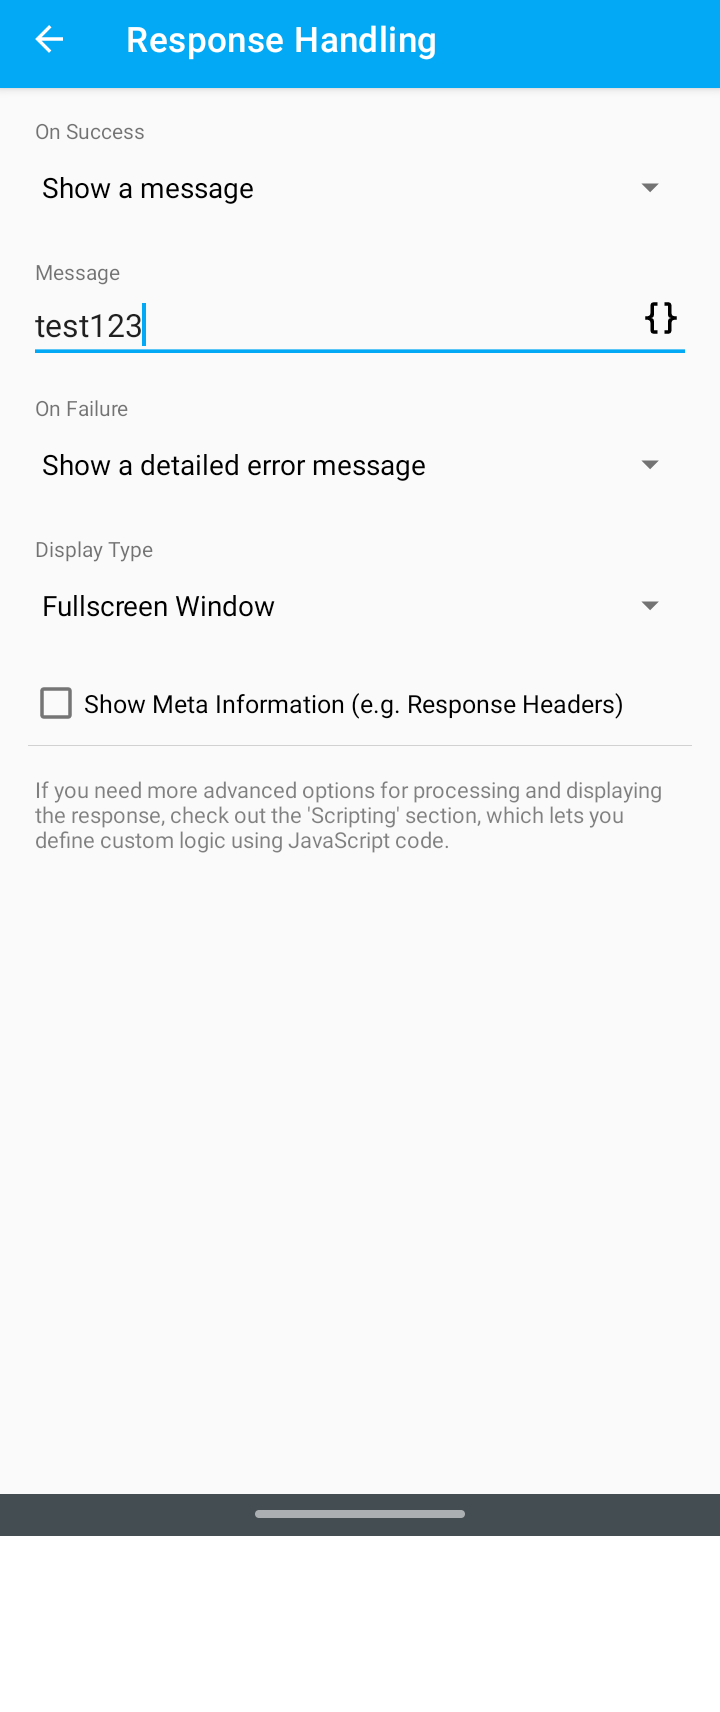 Response Handling
On Success
Show a message
Message
test123
{}
On Failure
Show a detailed error message
Display Type
Fullscreen Window
Show Meta Information (e.g. Response Headers)
If you need more advanced options for processing and displaying
the response, check out the 'Scripting' section, which lets you
define custom logic using JavaScript code.